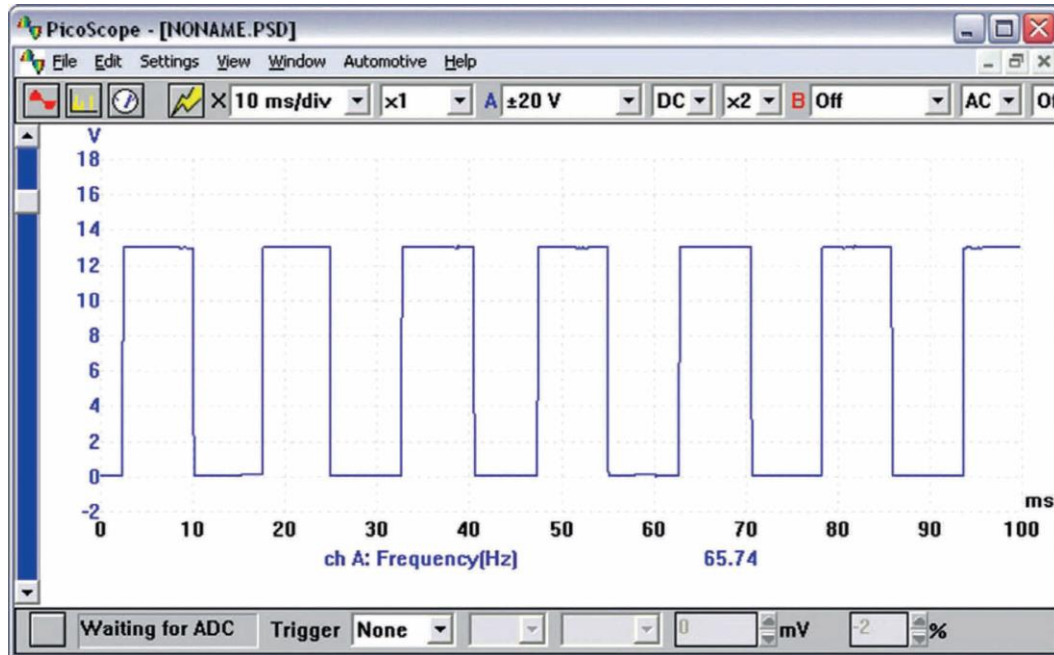 PicoScope - [NONAME.PSD]
File Edit Settings View Window Automotive Help
X 10 ms/div x1 A ±20 V DC x2 B Off AC
V
18
16
14
12
10
8
6
4
2
0
-2
ms
0 10 20 30 40 50 60 70 80 90 100
ch A: Frequency(Hz) 65.74
Waiting for ADC Trigger None 0 mV -2 %